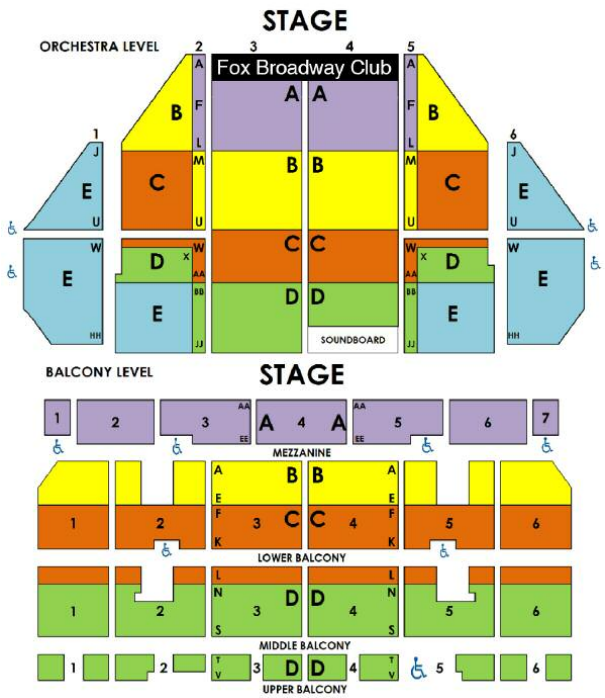 STAGE
ORCHESTRA LEVEL 2 3 4 5
Fox Broadway Club
A A A A
F F
B B
L L
1 6
J J
M B B M
E C C E
U U U U
W W C C W W
D X X D
AA AA
E BB D D BB E
E E
SOUNDBOARD
HH JJ JJ HH
BALCONY LEVEL STAGE
1 2 3 AA A 4 A AA 5 6 7
EE EE
MEZZANINE
A B B A
E E
1 2 3 F C C F 4 5 6
K K
LOWER BALCONY
L L
1 2 N 3 D D 4 N 5 6
S S
MIDDLE BALCONY
1 2 T 3 D D 4 T 5 6
V V
UPPER BALCONY